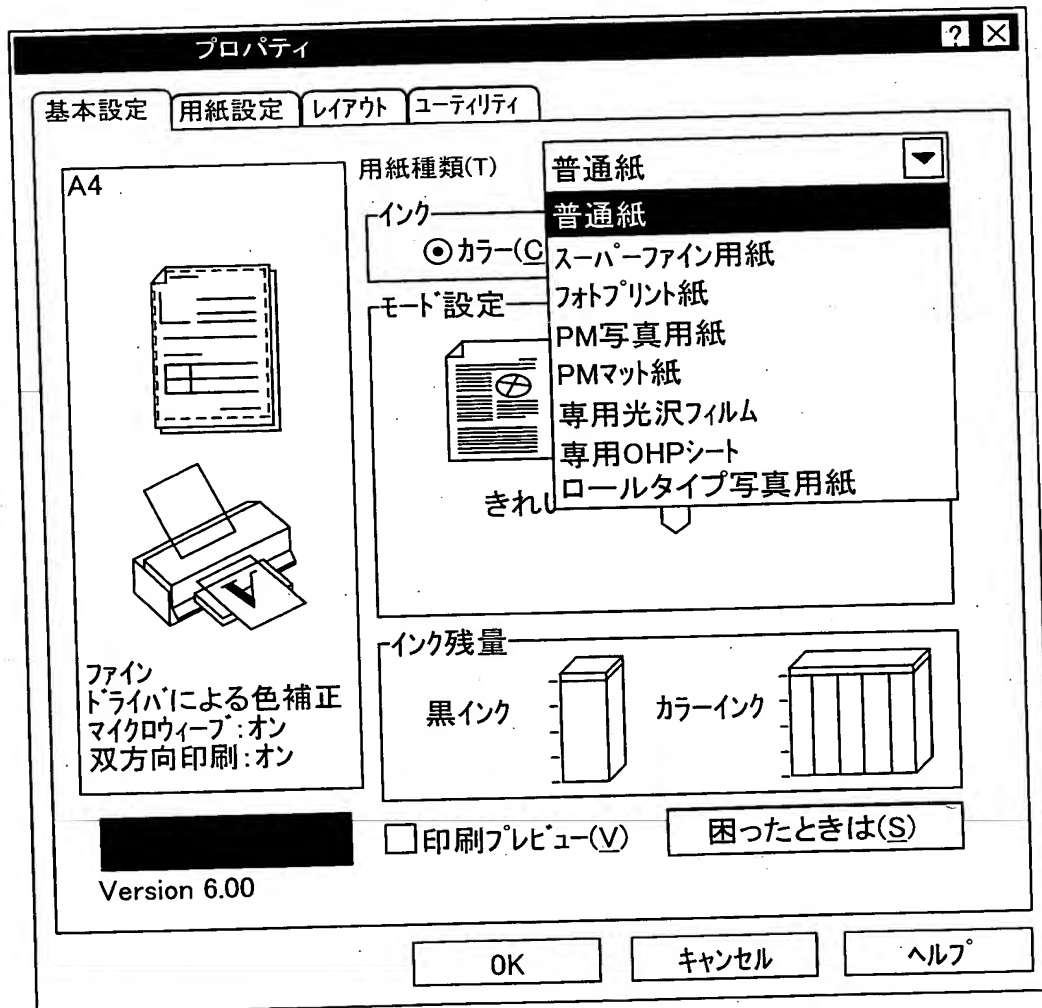 プロパティ
基本設定 用紙設定 レイアウト ユーティリティ
A4
用紙種類(T) 普通紙
普通紙
スーパーファイン用紙
フォトプリント紙
PM写真用紙
PMマット紙
専用光沢フィルム
専用OHPシート
ロールタイプ写真用紙
インク
カラー(C
モード設定
きれい
ファイン
ドライバによる色補正
マイクロウィーブ:オン
双方向印刷:オン
インク残量
黒インク カラーインク
印刷プレビュー(V) 困ったときは(S)
Version 6.00
OK キャンセル ヘルプ